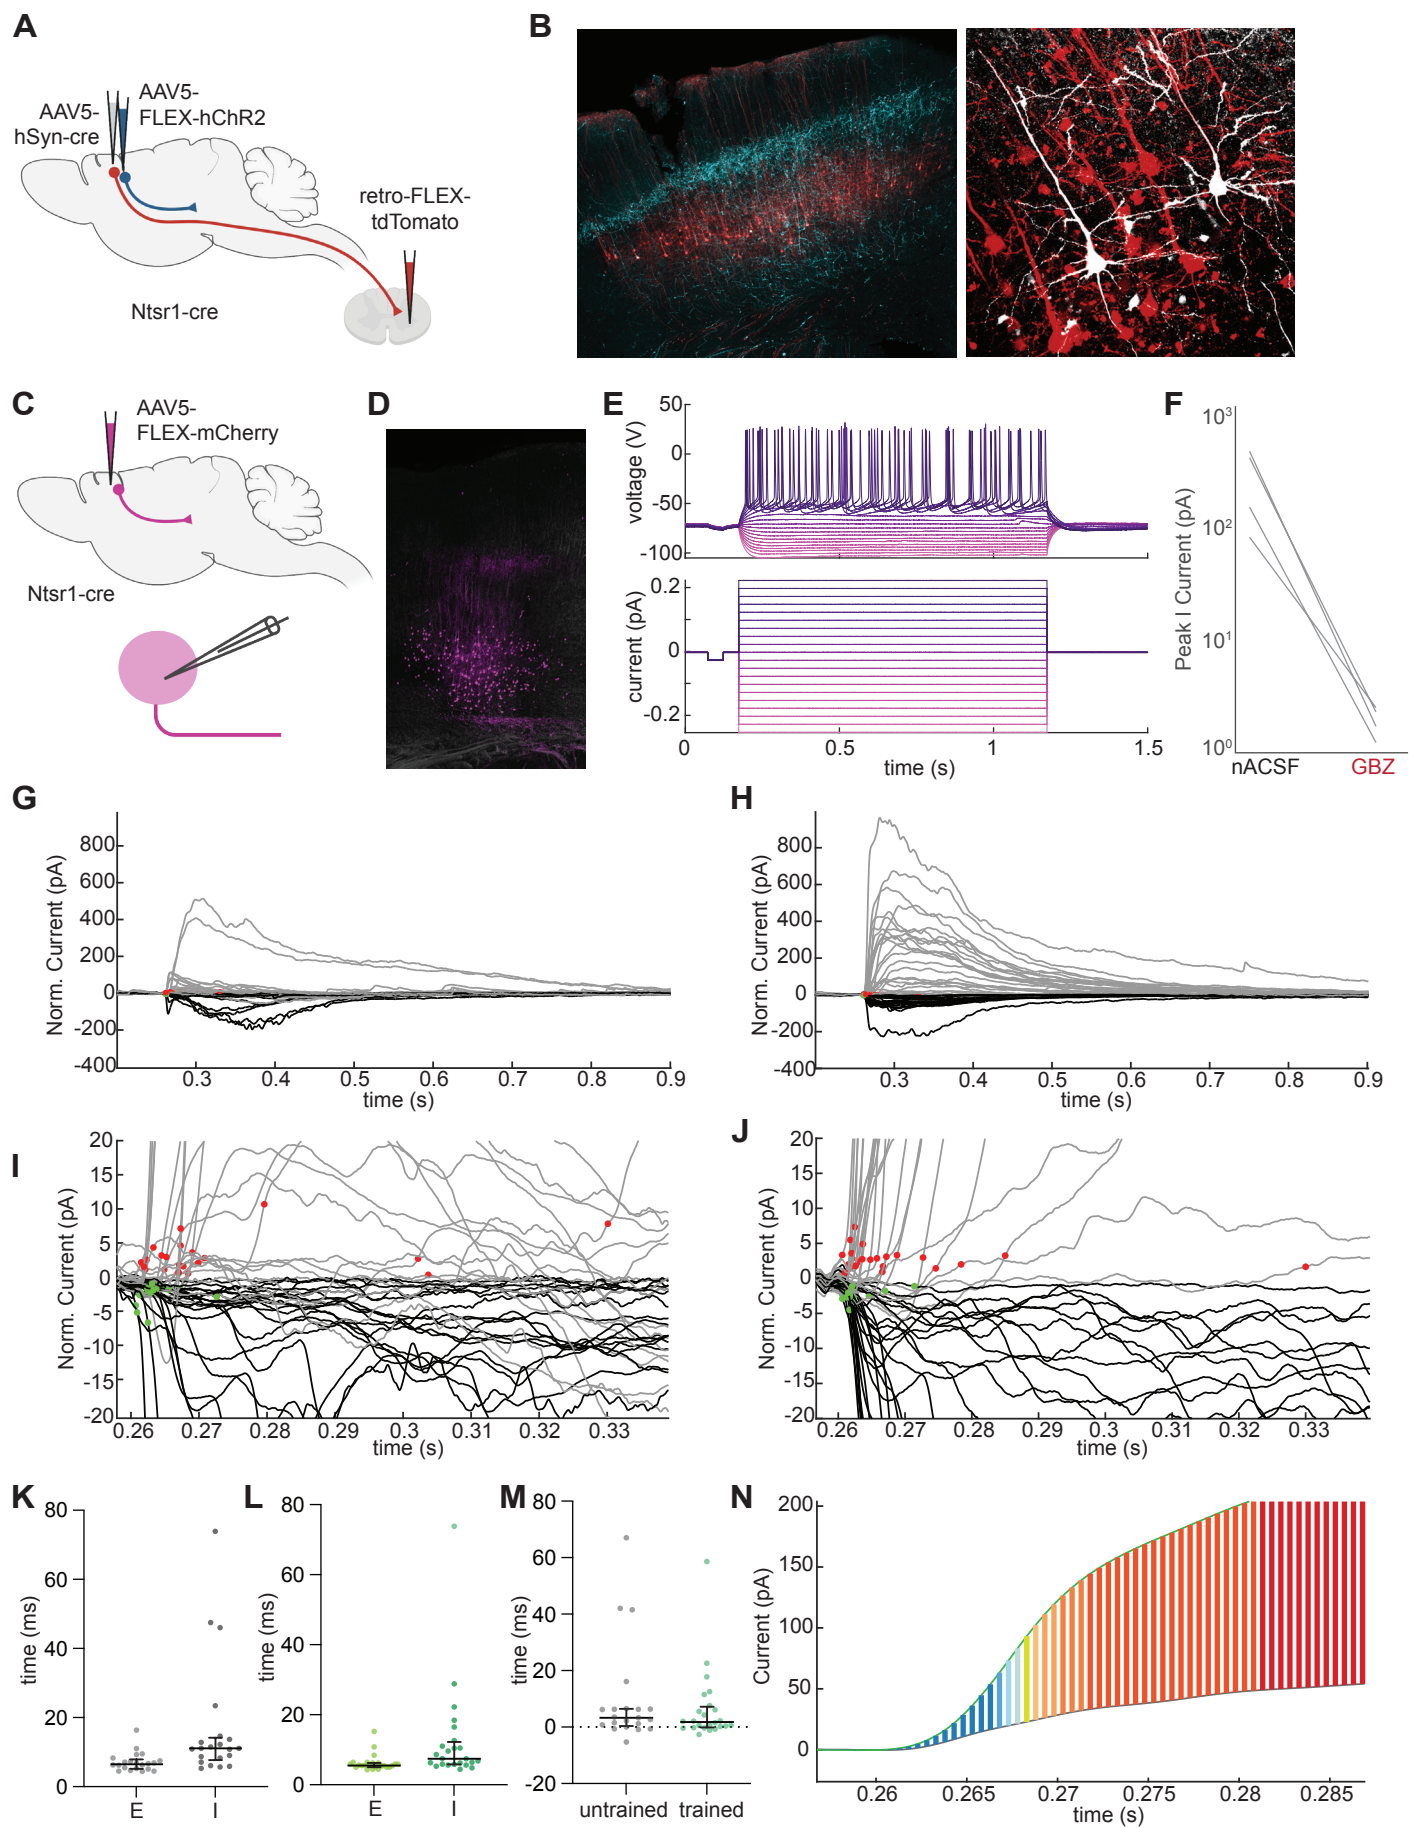 A
AAV5-
hSyn-cre
AAV5-
FLEX-hChR2
retro-FLEX-
tdTomato
Ntsr1-cre
B
C
AAV5-
FLEX-mCherry
Ntsr1-cre
D
E
50
0
-50
-100
voltage (V)
0.2
0
-0.2
current (pA)
0
0.5
1
1.5
time (s)
F
10³
10²
10¹
10⁰
Peak I Current (pA)
nACSF
GBZ
G
800
600
400
200
0
-200
-400
Norm. Current (pA)
0.3
0.4
0.5
0.6
0.7
0.8
0.9
time (s)
H
800
600
400
200
0
-200
-400
Norm. Current (pA)
0.3
0.4
0.5
0.6
0.7
0.8
0.9
time (s)
I
20
15
10
5
0
-5
-10
-15
-20
Norm. Current (pA)
0.26
0.27
0.28
0.29
0.3
0.31
0.32
0.33
time (s)
J
20
15
10
5
0
-5
-10
-15
-20
Norm. Current (pA)
0.26
0.27
0.28
0.29
0.3
0.31
0.32
0.33
time (s)
K
80
60
40
20
0
time (ms)
E
I
L
80
60
40
20
0
time (ms)
E
I
M
80
60
40
20
0
-20
time (ms)
untrained
trained
N
200
150
100
50
0
Current (pA)
0.26
0.265
0.27
0.275
0.28
0.285
time (s)